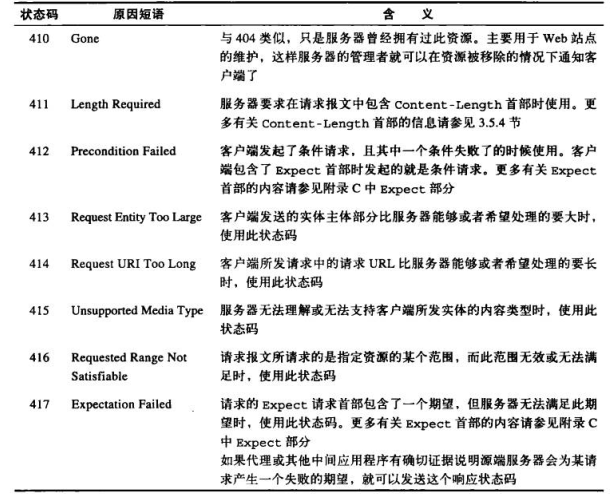 状态码 原因短语 含 义
410 Gone 与 404 类似，只是服务器曾经拥有过此资源。主要用于 Web 站点
的维护，这样服务器的管理者就可以在资源被移除的情况下通知客
户端了
411 Length Required 服务器要求在请求报文中包含 Content-Length 首部时使用。更
多有关 Content-Length 首部的信息请参见 3.5.4 节
412 Precondition Failed 客户端发起了条件请求，且其中一个条件失败了的时候使用。客户
端包含了 Expect 首部时发起的就是条件请求。更多有关 Expect
首部的内容请参见附录 C 中 Expect 部分
413 Request Entity Too Large 客户端发送的实体主体部分比服务器能够或者希望处理的要大时，
使用此状态码
414 Request URI Too Long 客户端所发请求中的请求 URL 比服务器能够或者希望处理的要长
时，使用此状态码
415 Unsupported Media Type 服务器无法理解或无法支持客户端所发实体的内容类型时，使用此
状态码
416 Requested Range Not 请求报文所请求的是指定资源的某个范围，而此范围无效或无法满
Satisfiable 足时，使用此状态码
417 Expectation Failed 请求的 Expect 请求首部包含了一个期望，但服务器无法满足此期
望时，使用此状态码。更多有关 Expect 首部的内容请参见附录 C
中 Expect 部分
如果代理或其他中间应用程序有确切证据说明源端服务器会为某请
求产生一个失败的期望，就可以发送这个响应状态码